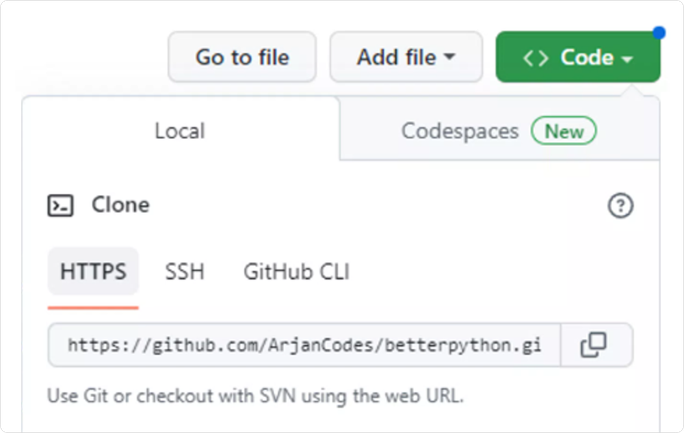 Go to file Add file <> Code
Local Codespaces New
Clone
HTTPS SSH GitHub CLI
https://github.com/ArjanCodes/betterpython.gi
Use Git or checkout with SVN using the web URL.